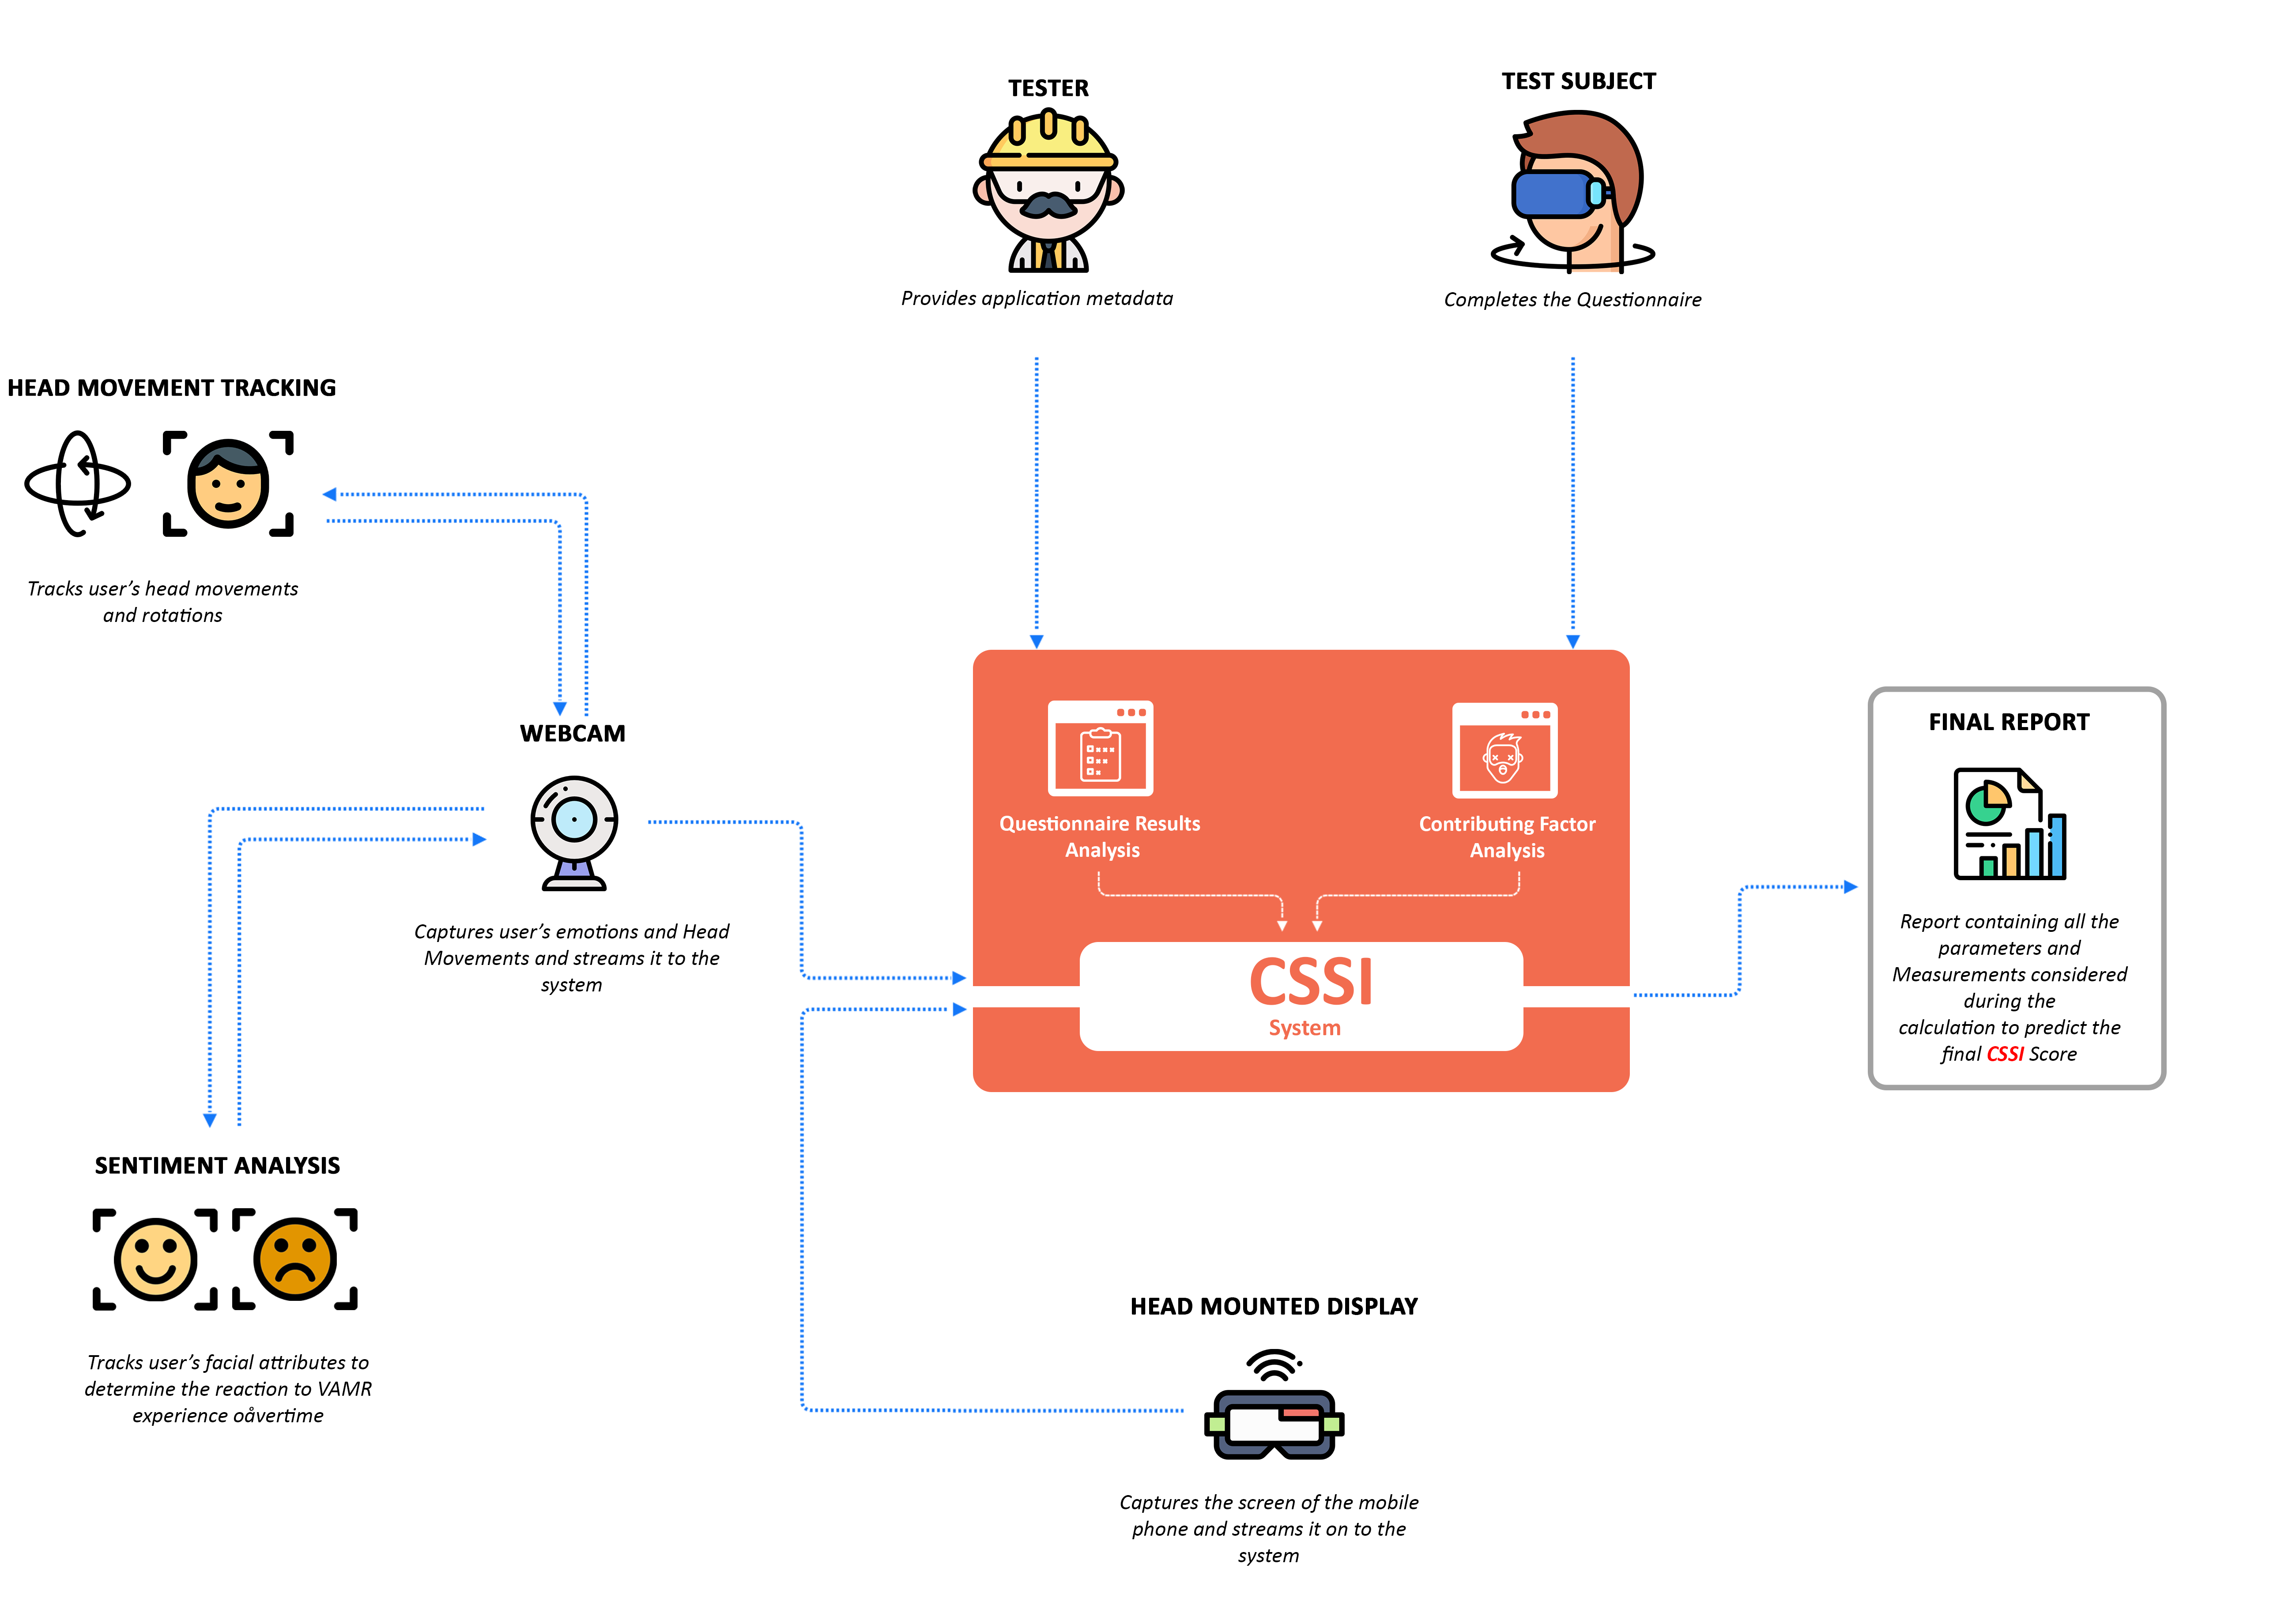 TESTER
Provides application metadata
TEST SUBJECT
Completes the Questionnaire
HEAD MOVEMENT TRACKING
Tracks user’s head movements
and rotations
WEBCAM
Captures user’s emotions and Head
Movements and streams it to the
system
SENTIMENT ANALYSIS
Tracks user’s facial attributes to
determine the reaction to VAMR
experience oåvertime
Questionnaire Results
Analysis
Contributing Factor
Analysis
CSSI
System
HEAD MOUNTED DISPLAY
Captures the screen of the mobile
phone and streams it on to the
system
FINAL REPORT
Report containing all the
parameters and
Measurements considered
during the
calculation to predict the
final CSSI Score